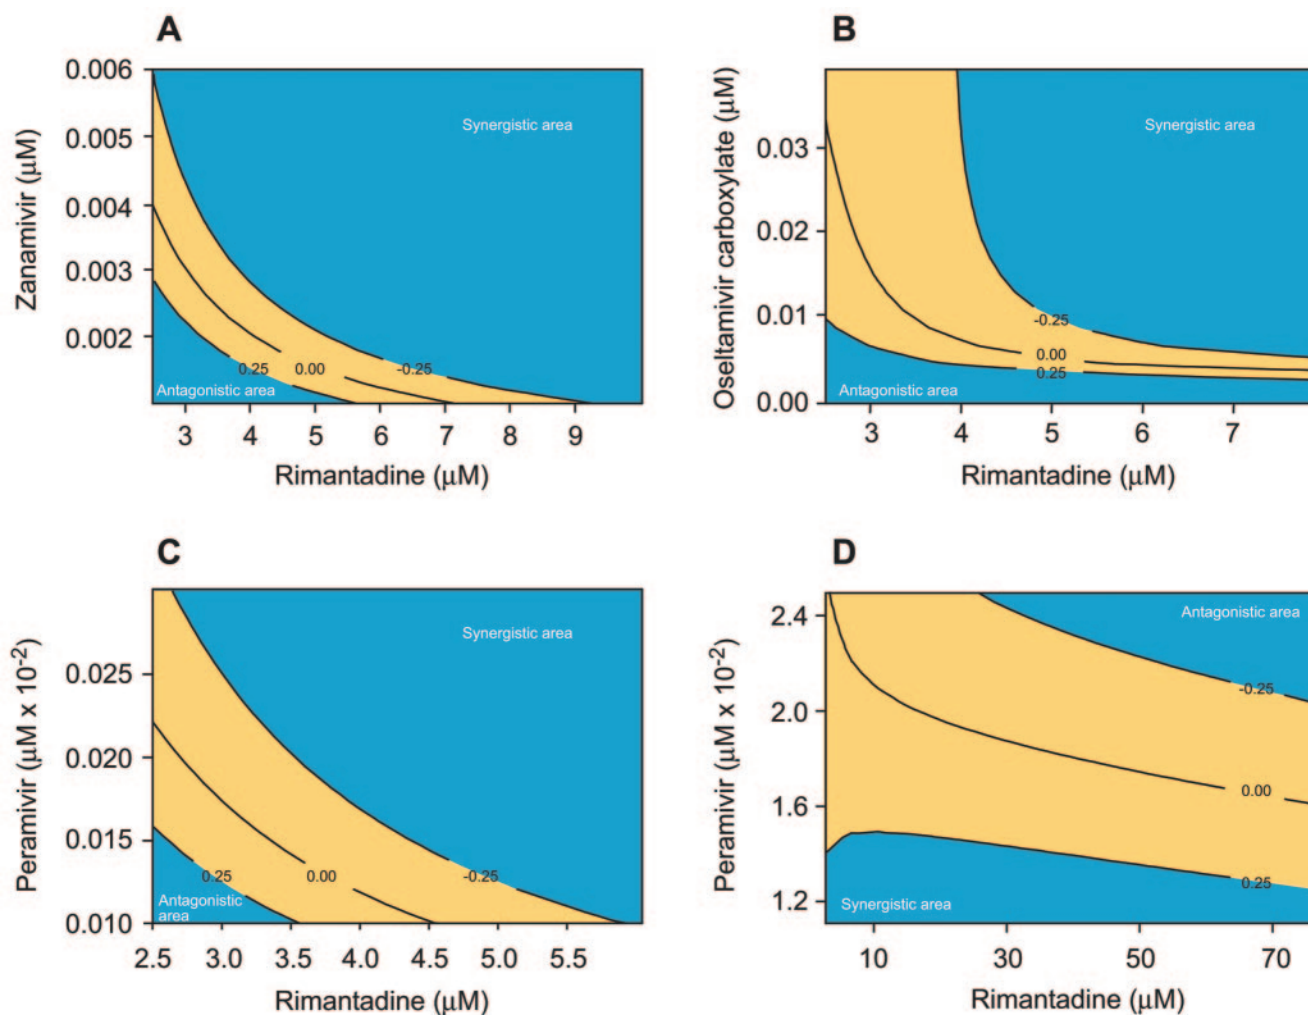 A
Zanamivir (μM)
0.006
0.005
0.004
0.003
0.002
Synergistic area
0.25
0.00
-0.25
Antagonistic area
3 4 5 6 7 8 9
Rimantadine (μM)
B
Oseltamivir carboxylate (μM)
0.03
0.02
0.01
0.00
Synergistic area
-0.25
0.00
0.25
Antagonistic area
3 4 5 6 7
Rimantadine (μM)
C
Peramivir (μM x 10-2)
0.025
0.020
0.015
0.010
Synergistic area
0.25
0.00
-0.25
Antagonistic
area
2.5 3.0 3.5 4.0 4.5 5.0 5.5
Rimantadine (μM)
D
Peramivir (μM x 10-2)
2.4
2.0
1.6
1.2
Antagonistic area
-0.25
0.00
0.25
Synergistic area
10 30 50 70
Rimantadine (μM)